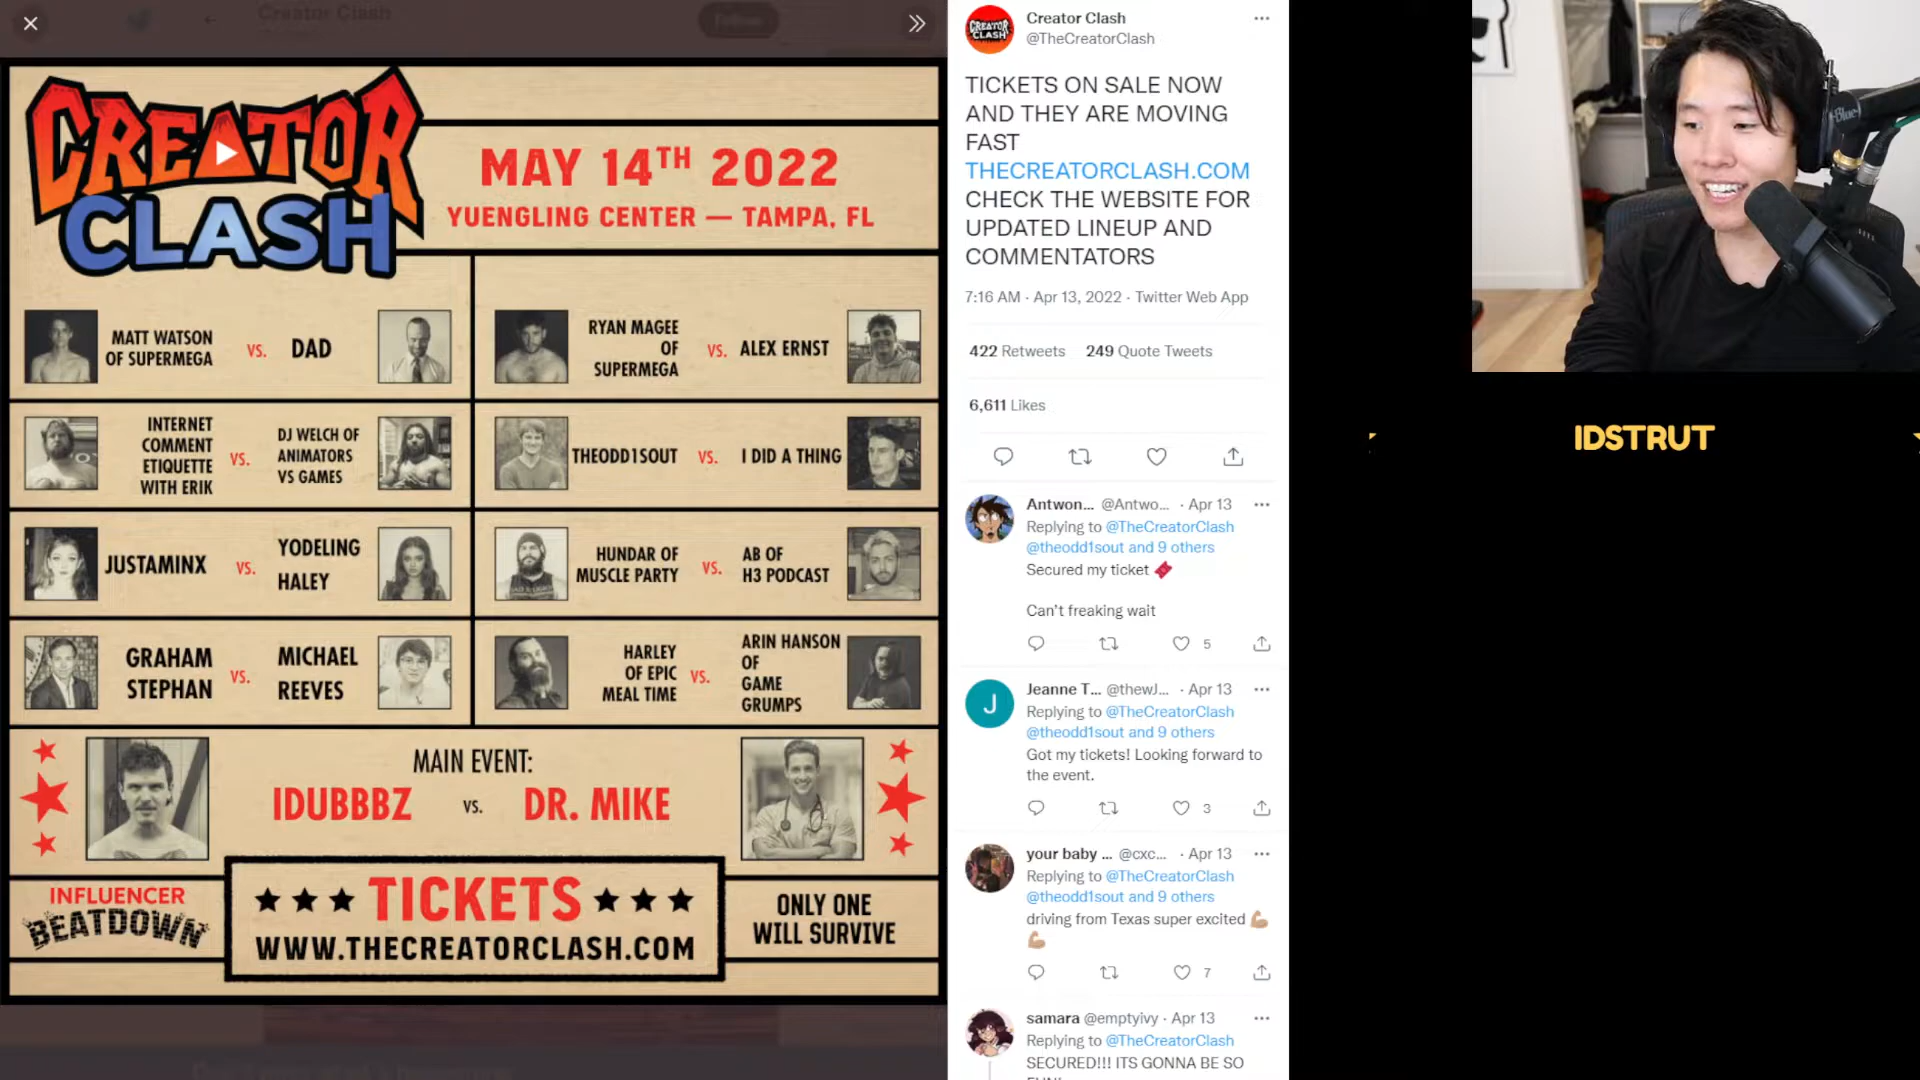 CREATOR
CLASH
MAY 14TH 2022
YUENGLING CENTER — TAMPA, FL
MATT WATSON
OF SUPERMEGA
VS.
DAD
RYAN MAGEE
OF
SUPERMEGA
VS.
ALEX ERNST
INTERNET
COMMENT
ETIQUETTE
WITH ERIK
VS.
DJ WELCH OF
ANIMATORS
VS GAMES
THEODD1SOUT
VS.
I DID A THING
JUSTAMINX
VS.
YODELING
HALEY
HUNDAR OF
MUSCLE PARTY
VS.
AB OF
H3 PODCAST
GRAHAM
STEPHAN
VS.
MICHAEL
REEVES
HARLEY
OF EPIC
MEAL TIME
VS.
ARIN HANSON
OF
GAME
GRUMPS
MAIN EVENT:
IDUBBBZ
VS.
DR. MIKE
INFLUENCER
BEATDOWN
TICKETS
WWW.THECREATORCLASH.COM
ONLY ONE
WILL SURVIVE
Creator Clash
Follow
Creator Clash
@TheCreatorClash
TICKETS ON SALE NOW
AND THEY ARE MOVING
FAST
THECREATORCLASH.COM
CHECK THE WEBSITE FOR
UPDATED LINEUP AND
COMMENTATORS
7:16 AM · Apr 13, 2022 · Twitter Web App
422 Retweets 249 Quote Tweets
6,611 Likes
Antwon... @Antwo... · Apr 13
Replying to @TheCreatorClash
@theodd1sout and 9 others
Secured my ticket
Can't freaking wait
5
J
Jeanne T... @thewJ... · Apr 13
Replying to @TheCreatorClash
@theodd1sout and 9 others
Got my tickets! Looking forward to
the event.
3
your baby ... @cxc... · Apr 13
Replying to @TheCreatorClash
@theodd1sout and 9 others
driving from Texas super excited
7
samara @emptyivy · Apr 13
Replying to @TheCreatorClash
SECURED!!! ITS GONNA BE SO
Blue
IDSTRUT